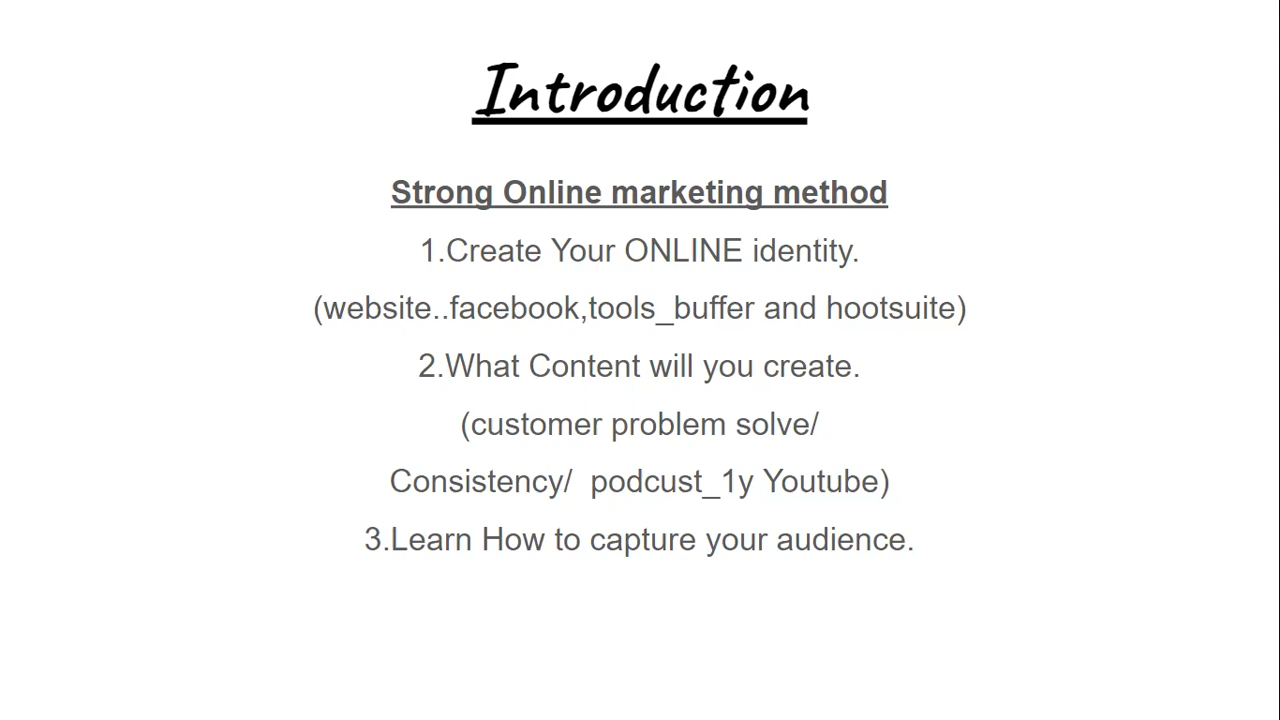 Introduction
Strong Online marketing method
1.Create Your ONLINE identity.
(website..facebook,tools_buffer and hootsuite)
2.What Content will you create.
(customer problem solve/
Consistency/  podcust_1y Youtube)
3.Learn How to capture your audience.